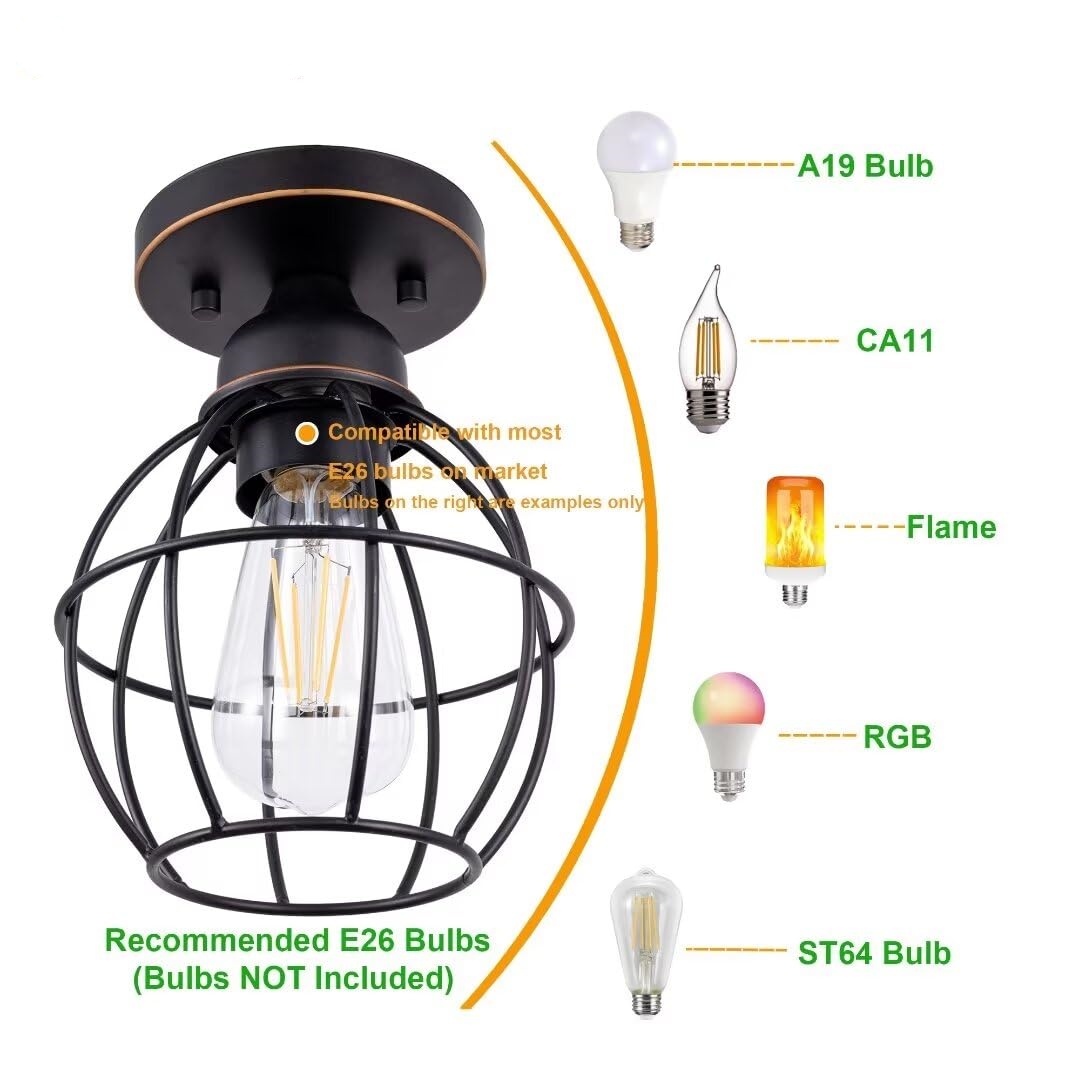 A19 Bulb
CA11
Compatible with most
E26 bulbs on market
Bulbs on the right are examples only
Flame
RGB
Recommended E26 Bulbs
(Bulbs NOT Included)
ST64 Bulb